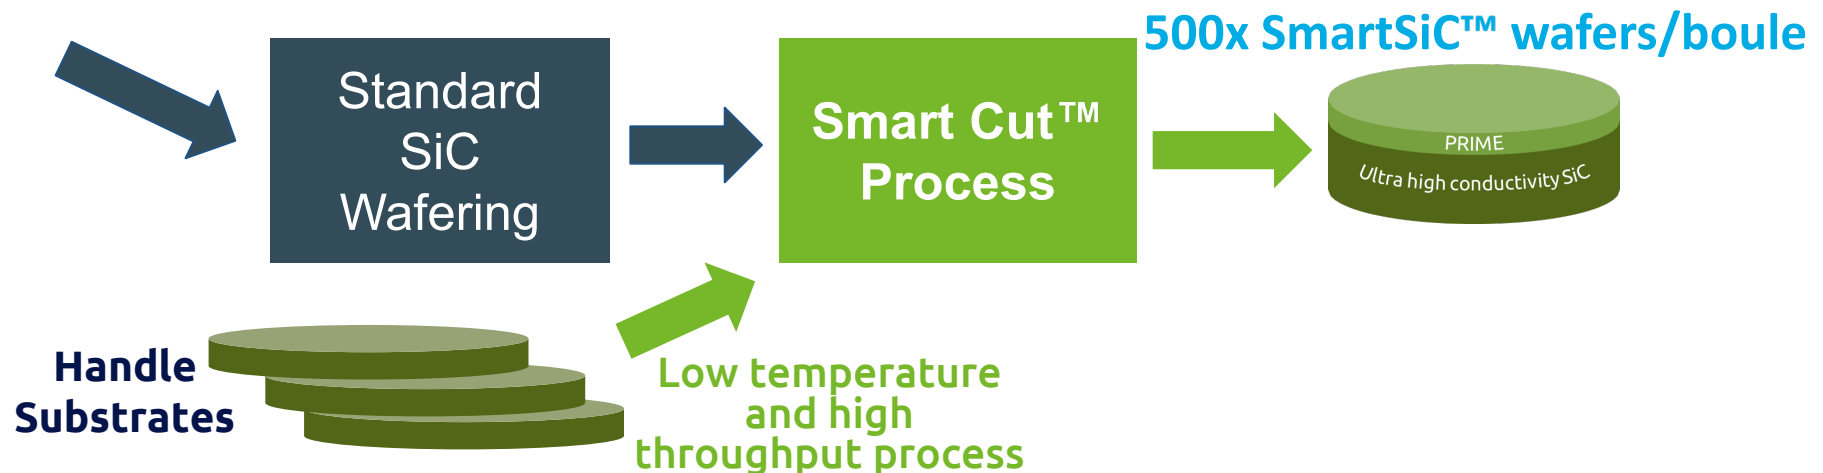 500x SmartSiC™ wafers/boule
Standard
SiC
Wafering
Smart Cut™
Process
PRIME
Ultra high conductivity SiC
Handle
Substrates
Low temperature
and high
throughput process